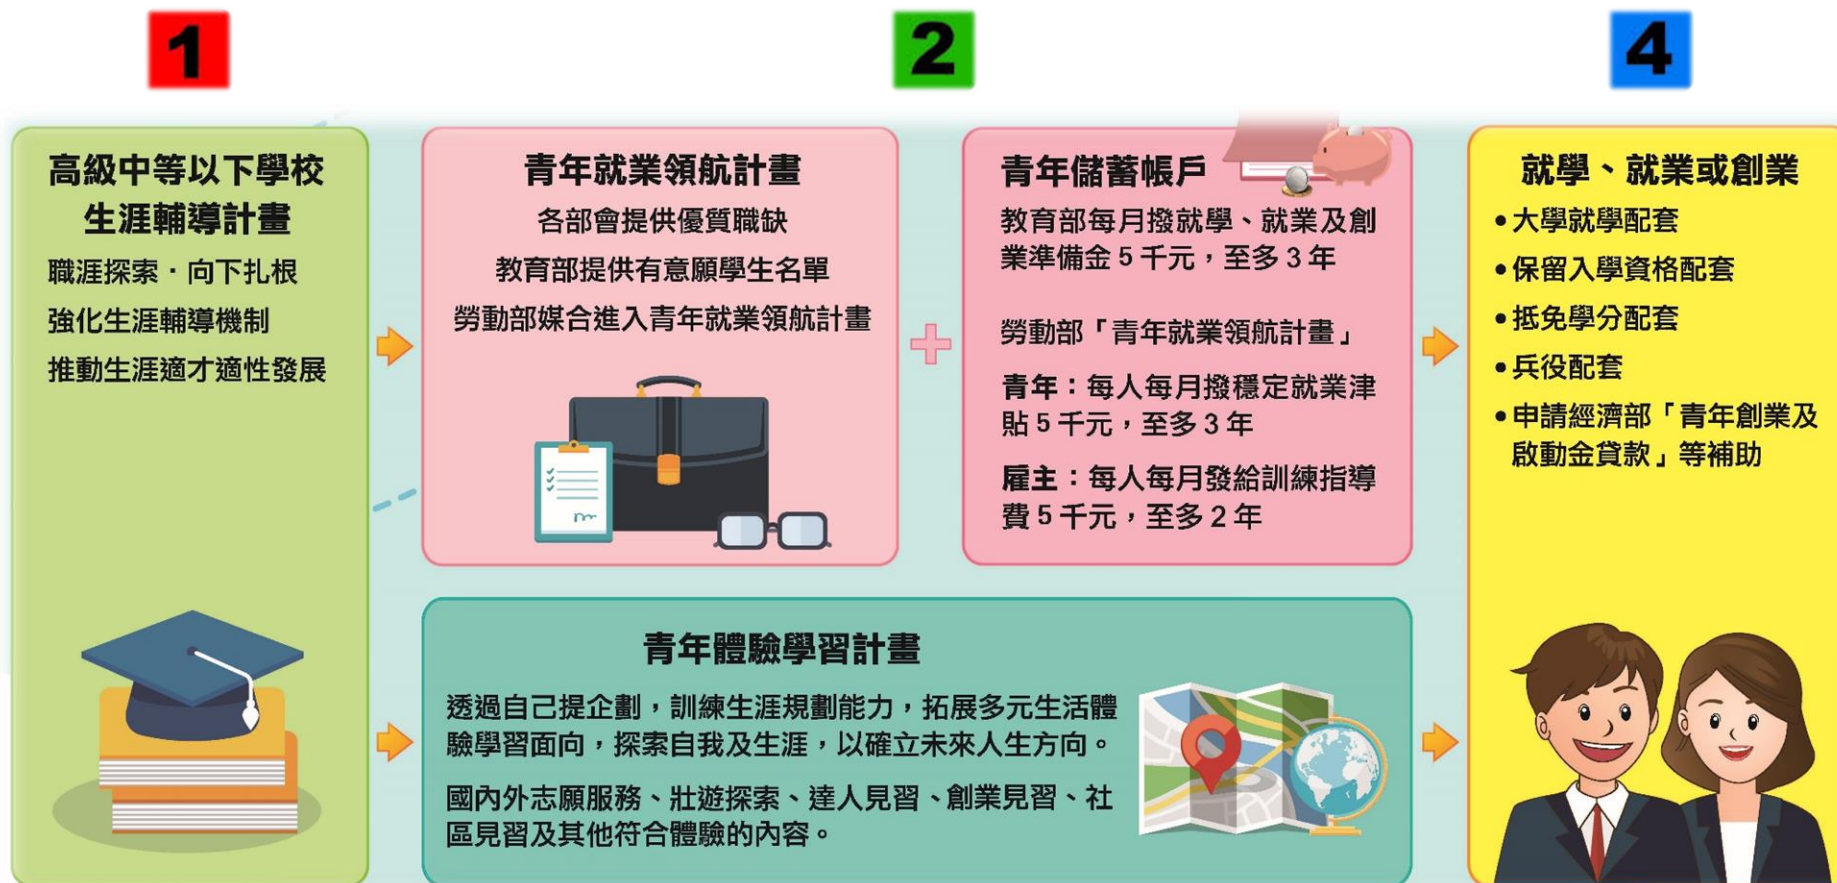 1
2
4
高級中等以下學校
生涯輔導計畫
職涯探索・向下扎根
強化生涯輔導機制
推動生涯適才適性發展
青年就業領航計畫
各部會提供優質職缺
教育部提供有意願學生名單
勞動部媒合進入青年就業領航計畫
青年儲蓄帳戶
教育部每月撥就學、就業及創
業準備金 5 千元，至多 3 年
勞動部「青年就業領航計畫」
青年：每人每月撥穩定就業津
貼 5 千元，至多 3 年
雇主：每人每月發給訓練指導
費 5 千元，至多 2 年
青年體驗學習計畫
透過自己提企劃，訓練生涯規劃能力，拓展多元生活體
驗學習面向，探索自我及生涯，以確立未來人生方向。
國內外志願服務、壯遊探索、達人見習、創業見習、社
區見習及其他符合體驗的內容。
就學、就業或創業
•大學就學配套
•保留入學資格配套
•抵免學分配套
•兵役配套
•申請經濟部「青年創業及
啟動金貸款」等補助